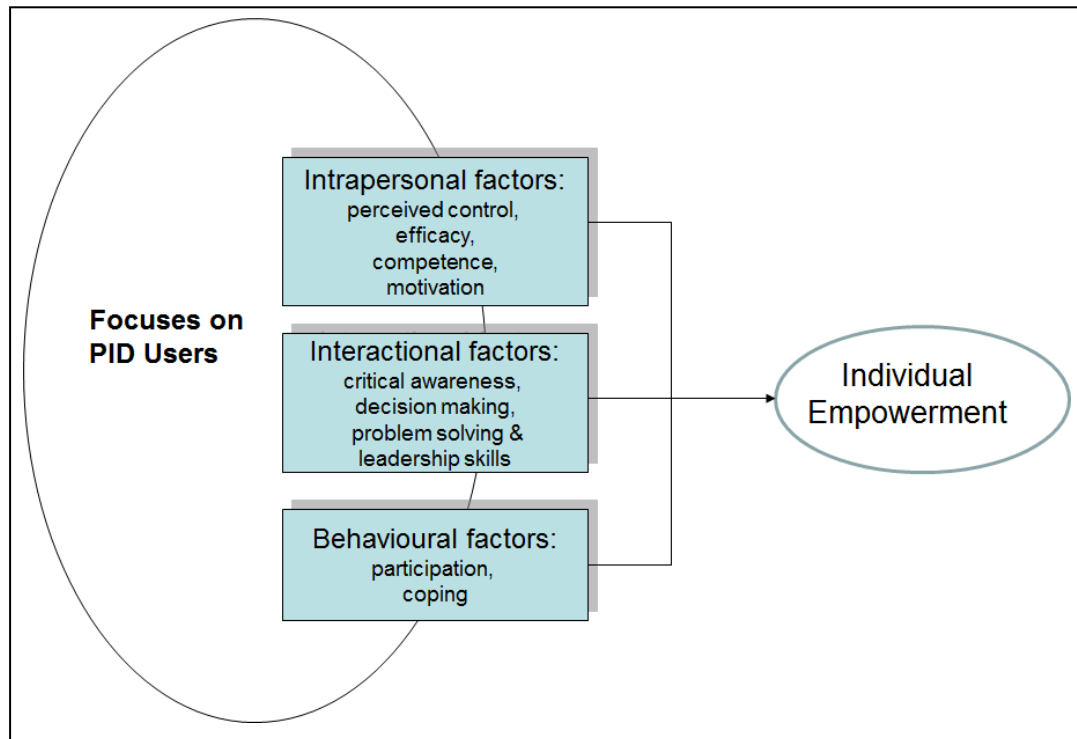 Focuses on
PID Users
Intrapersonal factors:
perceived control,
efficacy,
competence,
motivation
Interactional factors:
critical awareness,
decision making,
problem solving &
leadership skills
Behavioural factors:
participation,
coping
Individual
Empowerment